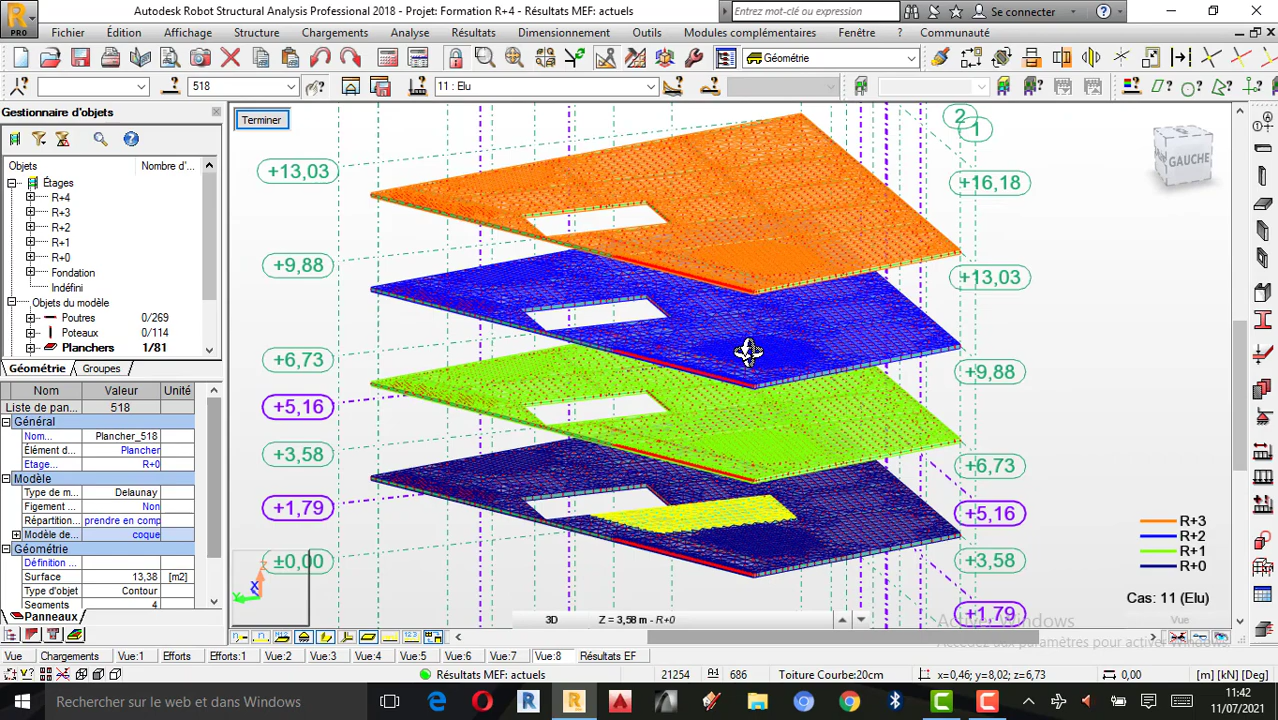 Autodesk Robot Structural Analysis Professional 2018 - Projet: Formation R+4 - Résultats MEF: actuels
Entrez mot-clé ou expression
Se connecter
PRO
Fichier Édition Affichage Structure Chargements Analyse Résultats Dimensionnement Outils Modules complémentaires Fenêtre ? Communauté
Géométrie
518
11 : Elu
Gestionnaire d'objets
Terminer
Objets Nombre d'...
Étages
R+4
R+3
R+2
R+1
R+0
Fondation
Indéfini
Objets du modèle
Poutres 0/269
Poteaux 0/114
Planchers 1/81
Géométrie Groupes
Nom Valeur Unité
Liste de pan... 518
Général
Nom... Plancher_518
Élément d... Plancher
Etage... R+0
Modèle
Type de m... Delaunay
Figement ... Non
Répartition... prendre en comp
Modèle de... coque
Géométrie
Définition ...
Surface 13,38 [m2]
Type d'objet Contour
Segments 4
Panneaux
2
1
+13,03
+9,88
+6,73
+5,16
+3,58
+1,79
±0,00
+16,18
+13,03
+9,88
+6,73
+5,16
+3,58
+1,79
GAUCHE
R+3
R+2
R+1
R+0
Cas: 11 (Elu)
Z
X
Y
3D Z = 3,58 m - R+0
Activer Windows
Accédez aux paramètres pour activer Windows.
Vue
Vue Chargements Vue:1 Efforts Efforts:1 Vue:2 Vue:3 Vue:4 Vue:5 Vue:6 Vue:7 Vue:8 Résultats EF
Résultats MEF: actuels 21254 686 Toiture Courbe:20cm x=0,46; y=8,02; z=6,73 0,00 [m] [kN] [Deg]
Rechercher sur le web et dans Windows
11:42
11/07/2021